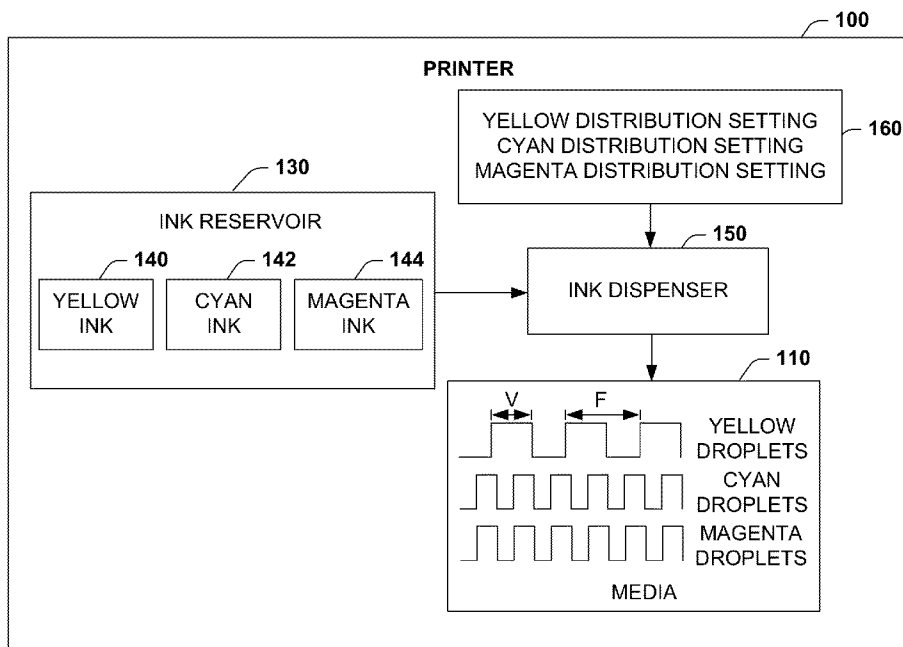 100
PRINTER
YELLOW DISTRIBUTION SETTING
CYAN DISTRIBUTION SETTING
MAGENTA DISTRIBUTION SETTING
160
130
INK RESERVOIR
140
142
144
YELLOW
INK
CYAN
INK
MAGENTA
INK
150
INK DISPENSER
110
V
F
YELLOW
DROPLETS
CYAN
DROPLETS
MAGENTA
DROPLETS
MEDIA